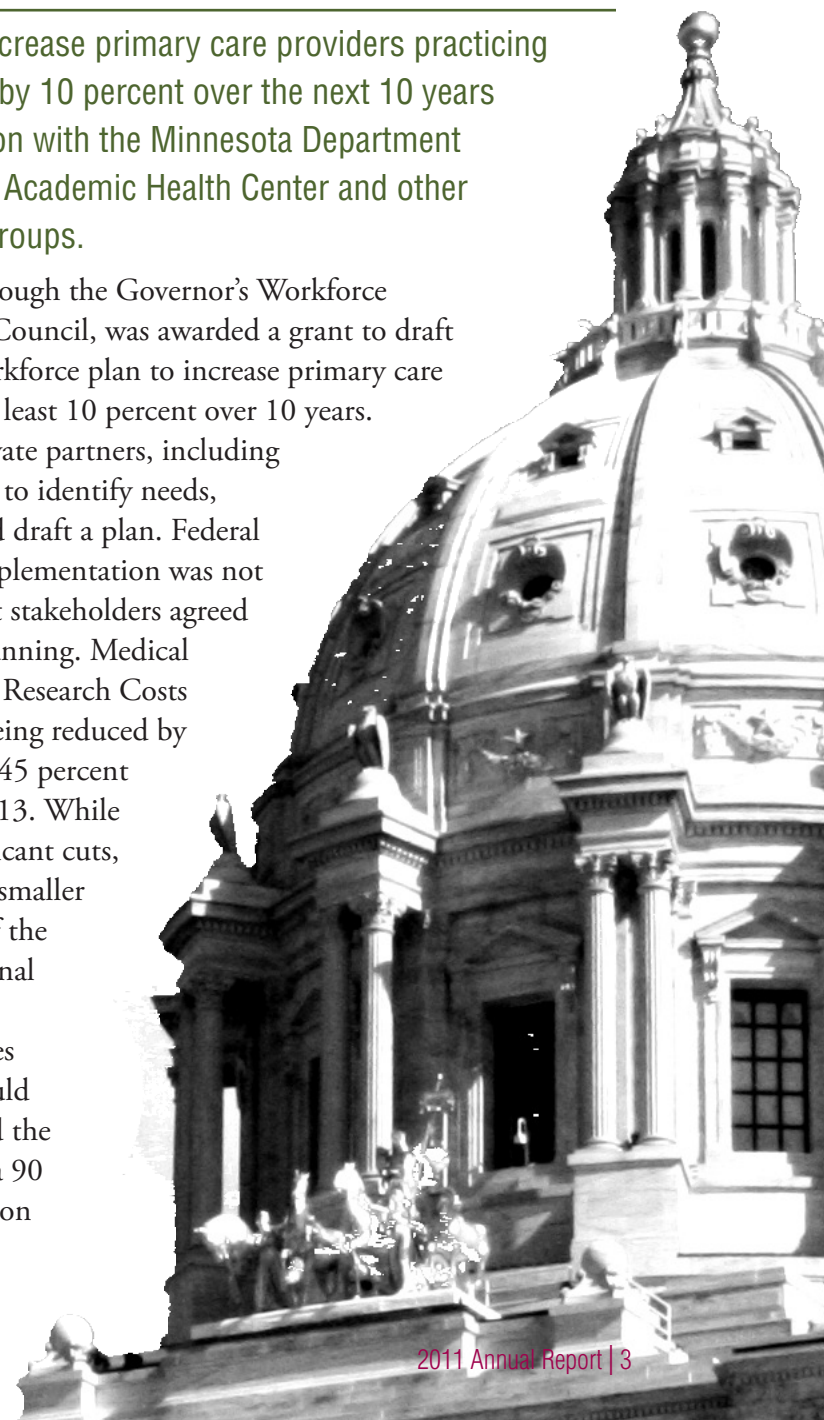 crease primary care providers practicing
by 10 percent over the next 10 years
on with the Minnesota Department
Academic Health Center and other
roups.
ough the Governor’s Workforce
Council, was awarded a grant to draft
rkforce plan to increase primary care
least 10 percent over 10 years.
vate partners, including
to identify needs,
d draft a plan. Federal
plementation was not
t stakeholders agreed
nning. Medical
Research Costs
eing reduced by
45 percent
13. While
icant cuts,
smaller
f the
nal
es
uld
d the
a 90
on
2011 Annual Report | 3